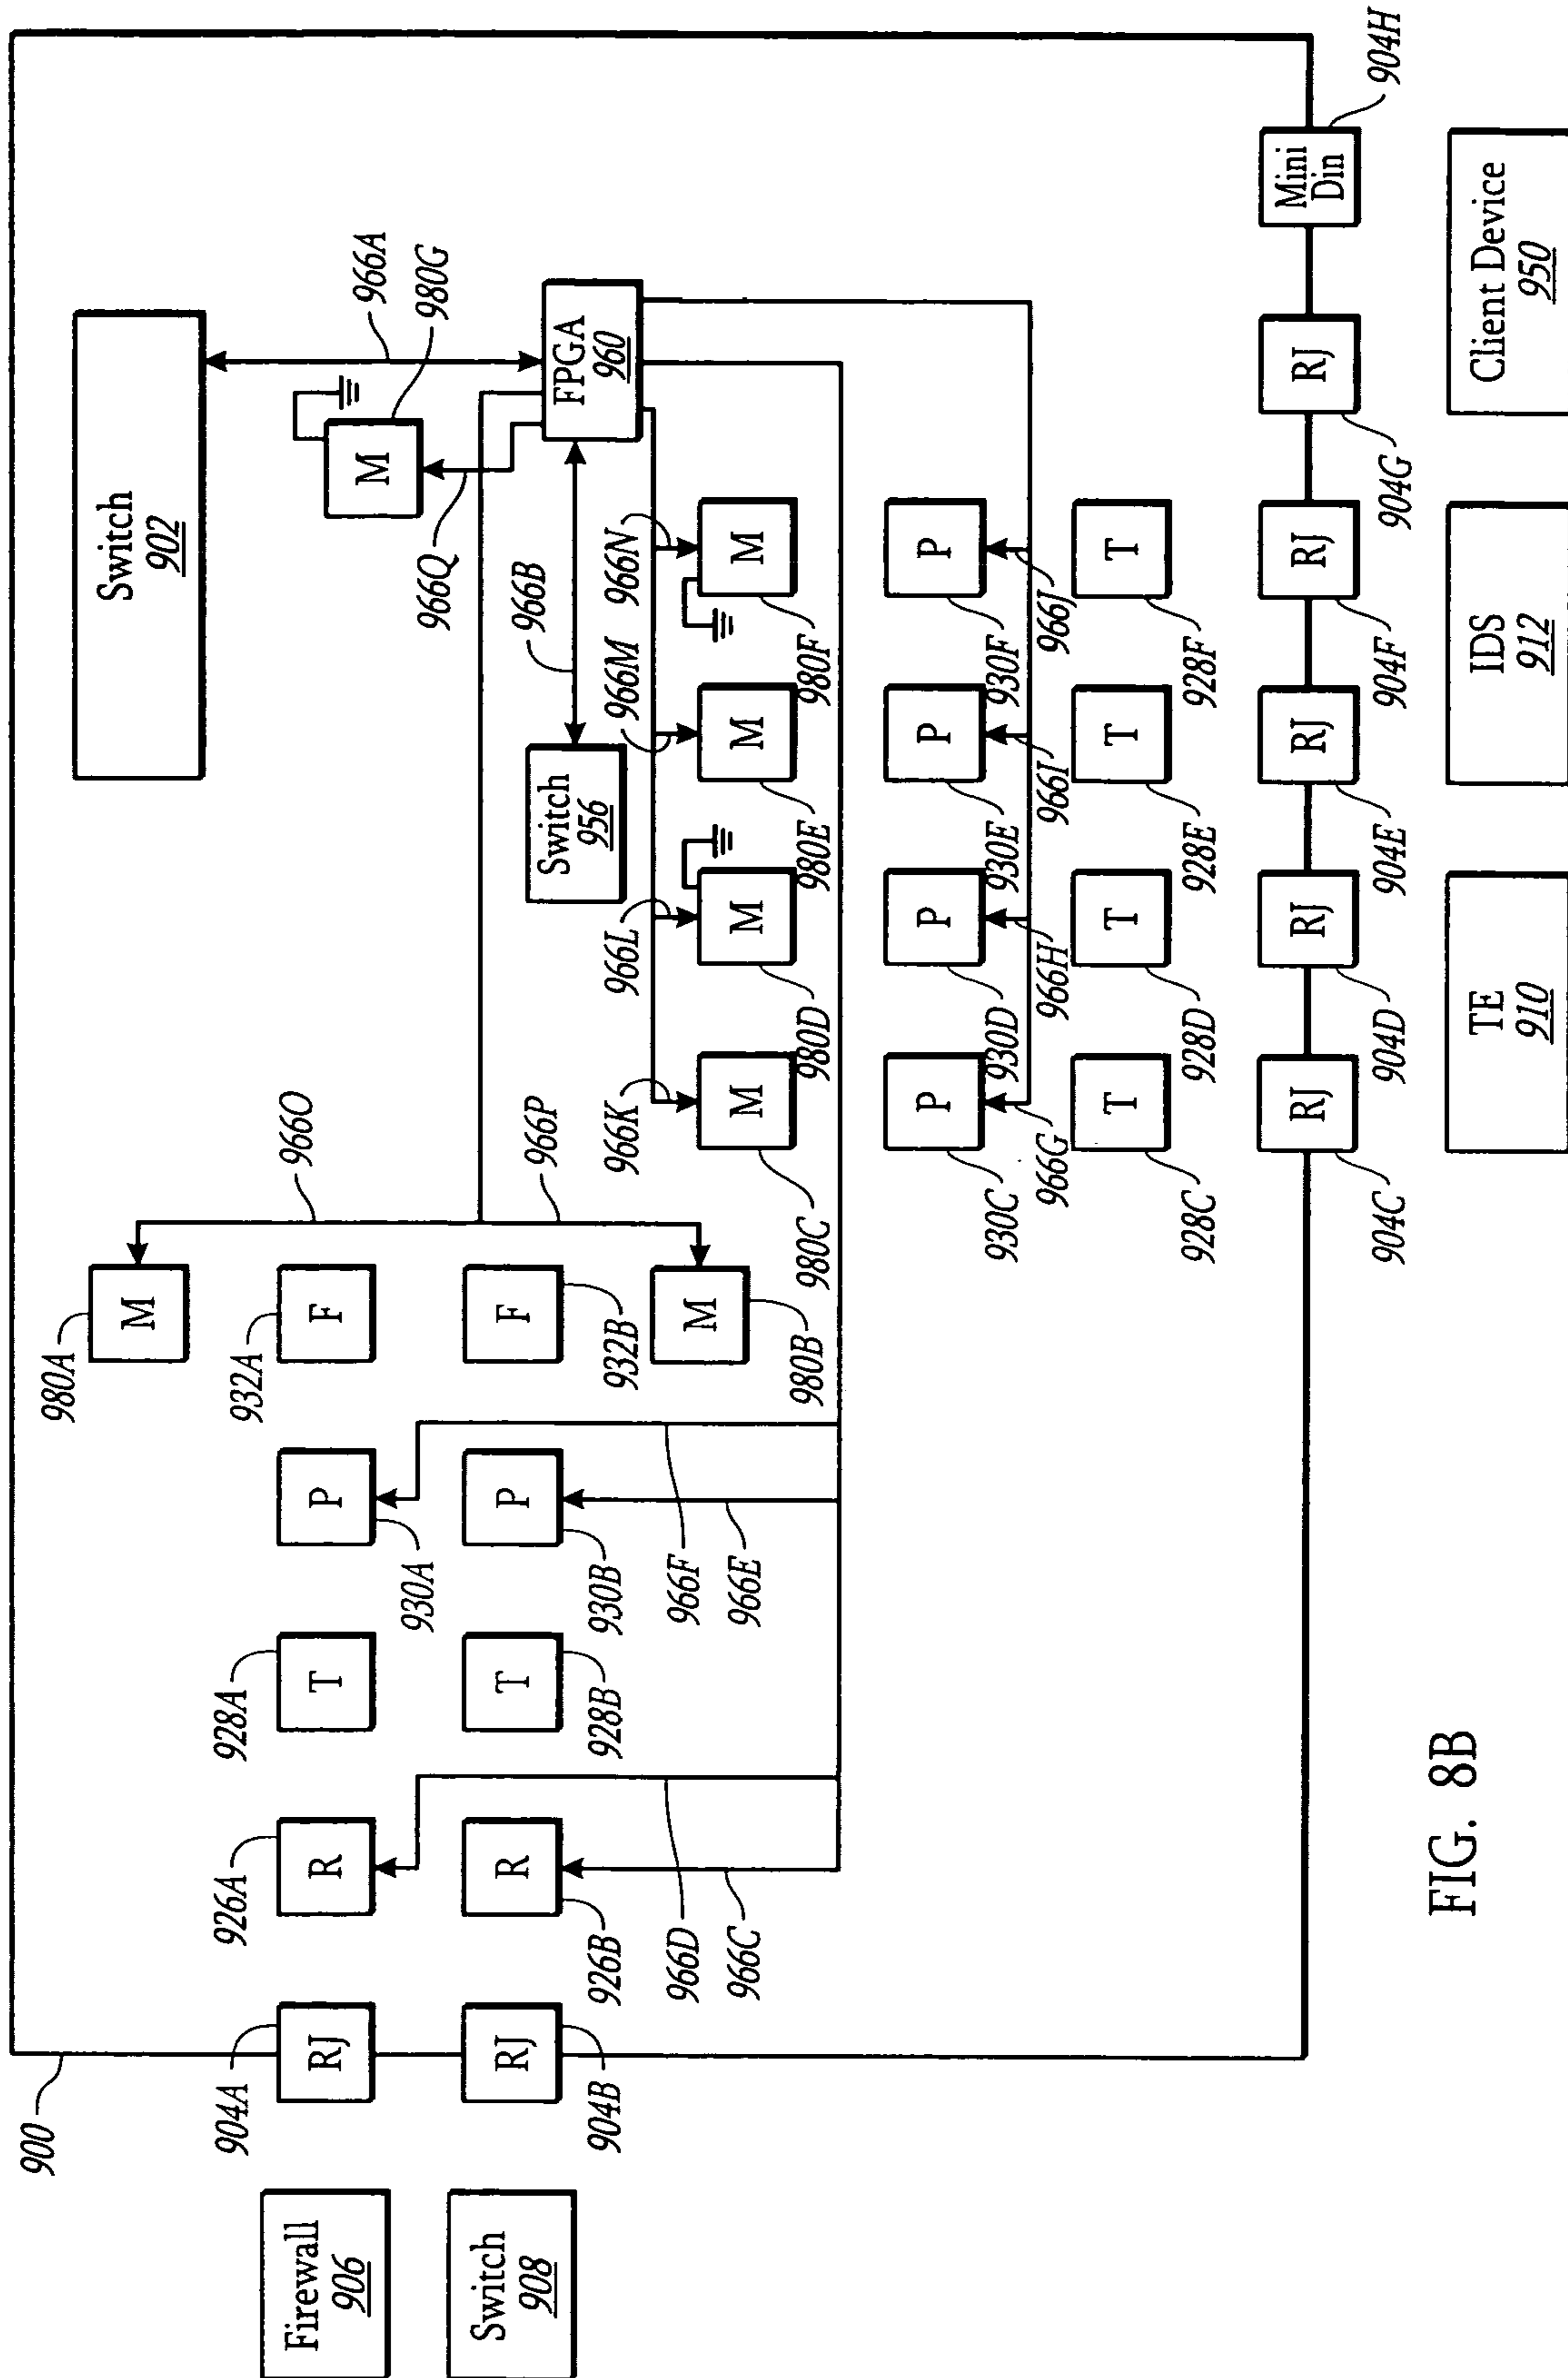 900
904A
RJ
904B
RJ
Firewall
906
Switch
908
926A
R
926B
R
966D
966C
928A
T
928B
T
930A
P
930B
P
966F
966E
980A
M
932A
F
932B
F
980B
M
966O
966P
Switch
902
966A
980G
M
966Q
FPGA
960
966B
Switch
956
966K
966L
966M
966N
M
M
M
M
980C
980D
980E
980F
P
P
P
P
930C
930D
930E
930F
966G
966H
966I
966J
T
T
T
T
928C
928D
928E
928F
RJ
RJ
RJ
RJ
RJ
Mini
Din
904C
904D
904E
904F
904G
904H
TE
910
IDS
912
Client Device
950
FIG. 8B